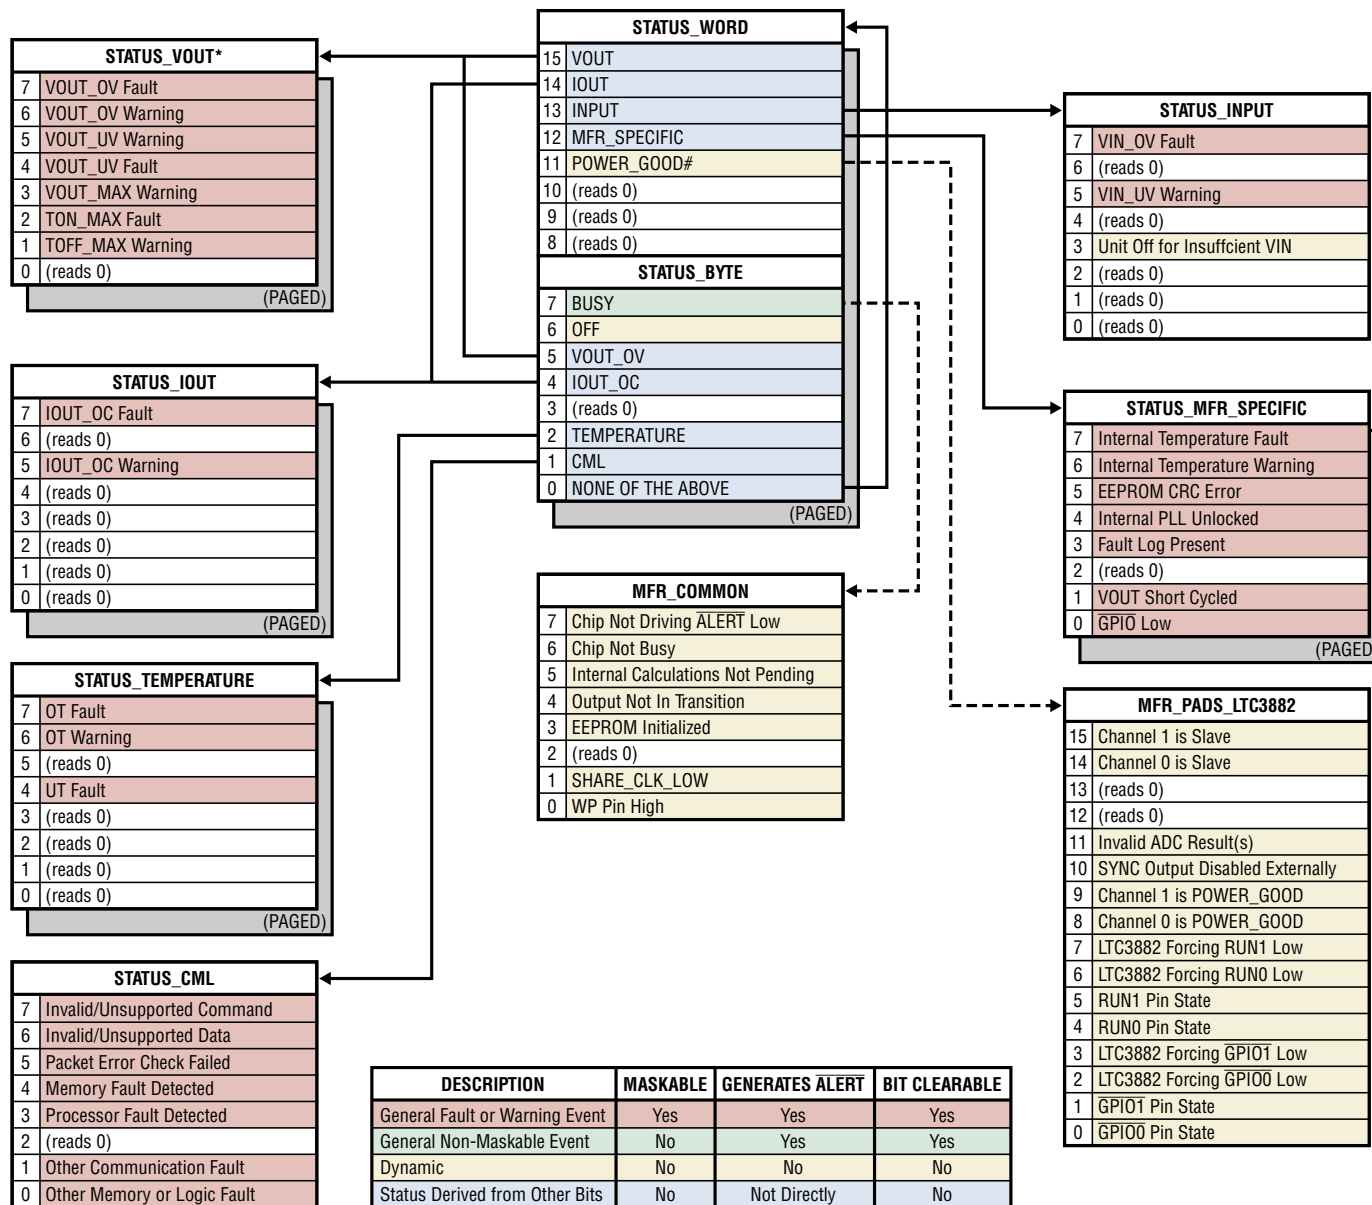 STATUS_VOUT*
7 VOUT_OV Fault
6 VOUT_OV Warning
5 VOUT_UV Warning
4 VOUT_UV Fault
3 VOUT_MAX Warning
2 TON_MAX Fault
1 TOFF_MAX Warning
0 (reads 0)
(PAGED)
STATUS_IOUT
7 IOUT_OC Fault
6 (reads 0)
5 IOUT_OC Warning
4 (reads 0)
3 (reads 0)
2 (reads 0)
1 (reads 0)
0 (reads 0)
(PAGED)
STATUS_TEMPERATURE
7 OT Fault
6 OT Warning
5 (reads 0)
4 UT Fault
3 (reads 0)
2 (reads 0)
1 (reads 0)
0 (reads 0)
(PAGED)
STATUS_CML
7 Invalid/Unsupported Command
6 Invalid/Unsupported Data
5 Packet Error Check Failed
4 Memory Fault Detected
3 Processor Fault Detected
2 (reads 0)
1 Other Communication Fault
0 Other Memory or Logic Fault
STATUS_WORD
15 VOUT
14 IOUT
13 INPUT
12 MFR_SPECIFIC
11 POWER_GOOD#
10 (reads 0)
9 (reads 0)
8 (reads 0)
STATUS_BYTE
7 BUSY
6 OFF
5 VOUT_OV
4 IOUT_OC
3 (reads 0)
2 TEMPERATURE
1 CML
0 NONE OF THE ABOVE
(PAGED)
MFR_COMMON
7 Chip Not Driving ALERT Low
6 Chip Not Busy
5 Internal Calculations Not Pending
4 Output Not In Transition
3 EEPROM Initialized
2 (reads 0)
1 SHARE_CLK_LOW
0 WP Pin High
STATUS_INPUT
7 VIN_OV Fault
6 (reads 0)
5 VIN_UV Warning
4 (reads 0)
3 Unit Off for Insuffcient VIN
2 (reads 0)
1 (reads 0)
0 (reads 0)
STATUS_MFR_SPECIFIC
7 Internal Temperature Fault
6 Internal Temperature Warning
5 EEPROM CRC Error
4 Internal PLL Unlocked
3 Fault Log Present
2 (reads 0)
1 VOUT Short Cycled
0 GPIO Low
(PAGED
MFR_PADS_LTC3882
15 Channel 1 is Slave
14 Channel 0 is Slave
13 (reads 0)
12 (reads 0)
11 Invalid ADC Result(s)
10 SYNC Output Disabled Externally
9 Channel 1 is POWER_GOOD
8 Channel 0 is POWER_GOOD
7 LTC3882 Forcing RUN1 Low
6 LTC3882 Forcing RUN0 Low
5 RUN1 Pin State
4 RUN0 Pin State
3 LTC3882 Forcing GPIO1 Low
2 LTC3882 Forcing GPIO0 Low
1 GPIO1 Pin State
0 GPIO0 Pin State
DESCRIPTION MASKABLE GENERATES ALERT BIT CLEARABLE
General Fault or Warning Event Yes Yes Yes
General Non-Maskable Event No Yes Yes
Dynamic No No No
Status Derived from Other Bits No Not Directly No